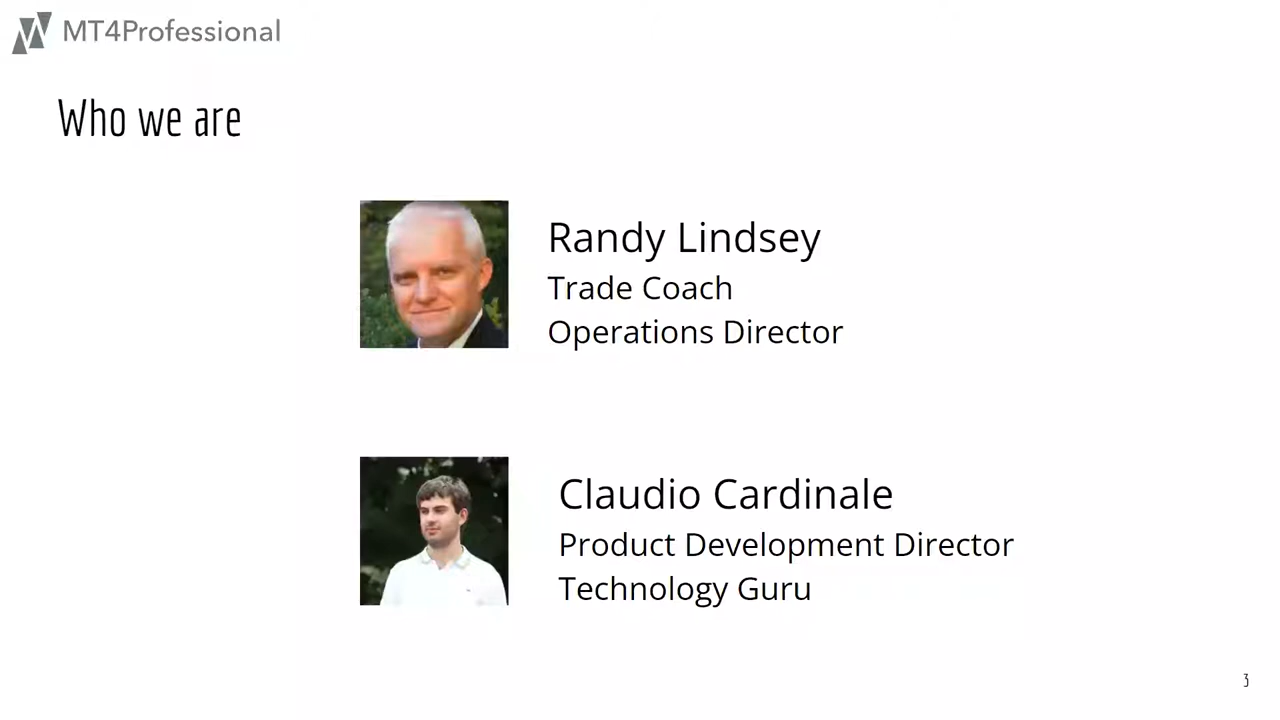 MT4Professional
Who we are
Randy Lindsey
Trade Coach
Operations Director
Claudio Cardinale
Product Development Director
Technology Guru
3